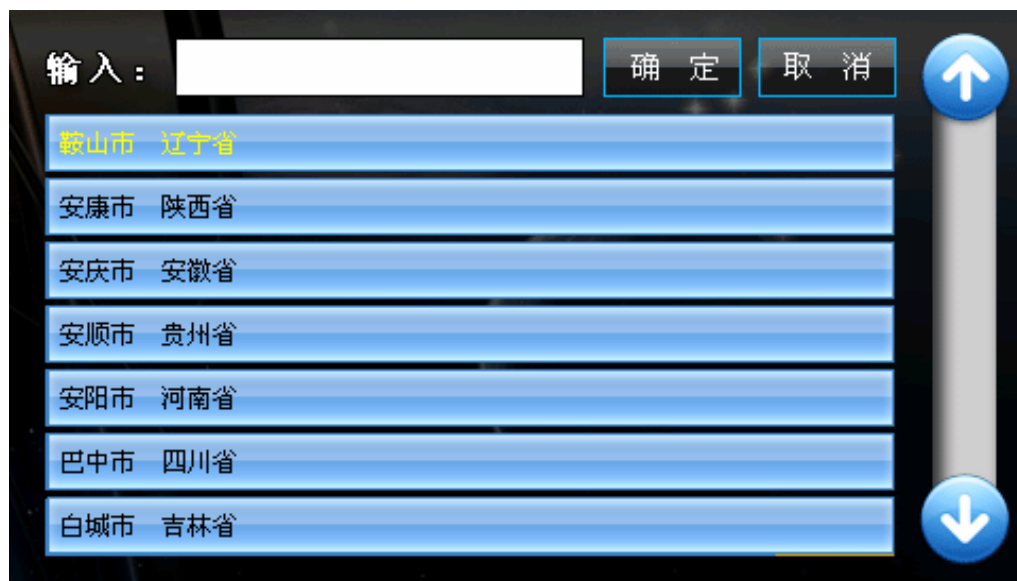 输入： 确 定 取 消
鞍山市 辽宁省
安康市 陕西省
安庆市 安徽省
安顺市 贵州省
安阳市 河南省
巴中市 四川省
白城市 吉林省